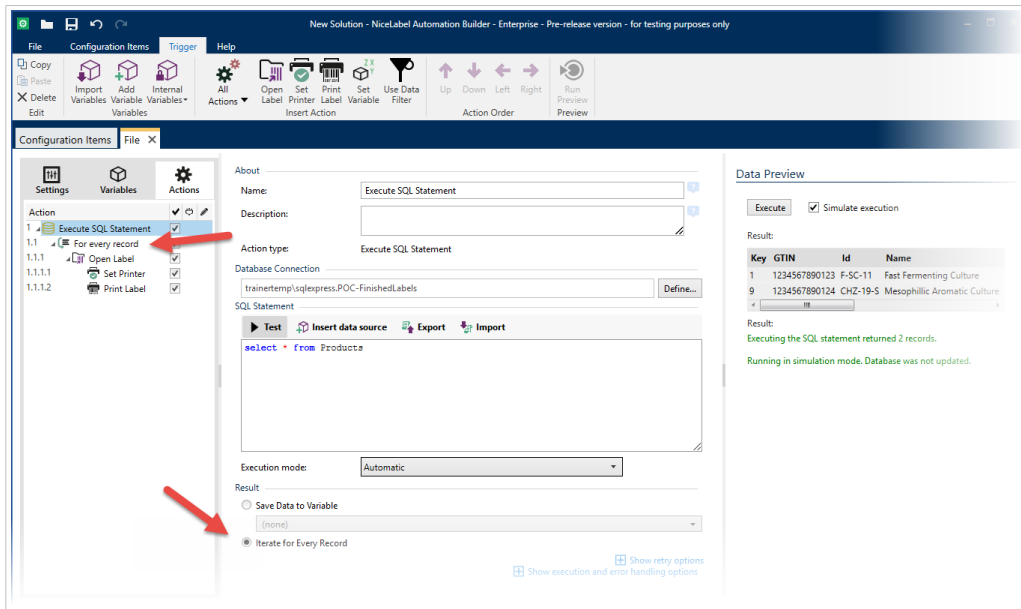 New Solution - NiceLabel Automation Builder - Enterprise - Pre-release version - for testing purposes only
File Configuration Items Trigger Help
Copy
Paste
Delete
Edit
Import Variables
Add Variable
Internal Variables
Variables
All Actions
Open Label
Set Printer
Print Label
Set Variable
Use Data Filter
Insert Action
Up Down Left Right
Action Order
Run Preview
Preview
Configuration Items File
Settings Variables Actions
Action
1 Execute SQL Statement
1.1 For every record
1.1.1 Open Label
1.1.1.1 Set Printer
1.1.1.2 Print Label
About
Name: Execute SQL Statement
Description:
Action type: Execute SQL Statement
Database Connection
trainertemp\sqlexpress.POC-FinishedLabels Define...
SQL Statement
Test Insert data source Export Import
select * from Products
Execution mode: Automatic
Result
Save Data to Variable
(none)
Iterate for Every Record
Show retry options
Show execution and error handling options
Data Preview
Execute Simulate execution
Result:
Key GTIN Id Name
1 1234567890123 F-SC-11 Fast Fermenting Culture
9 1234567890124 CHZ-19-S Mesophillic Aromatic Culture
Result:
Executing the SQL statement returned 2 records.
Running in simulation mode. Database was not updated.